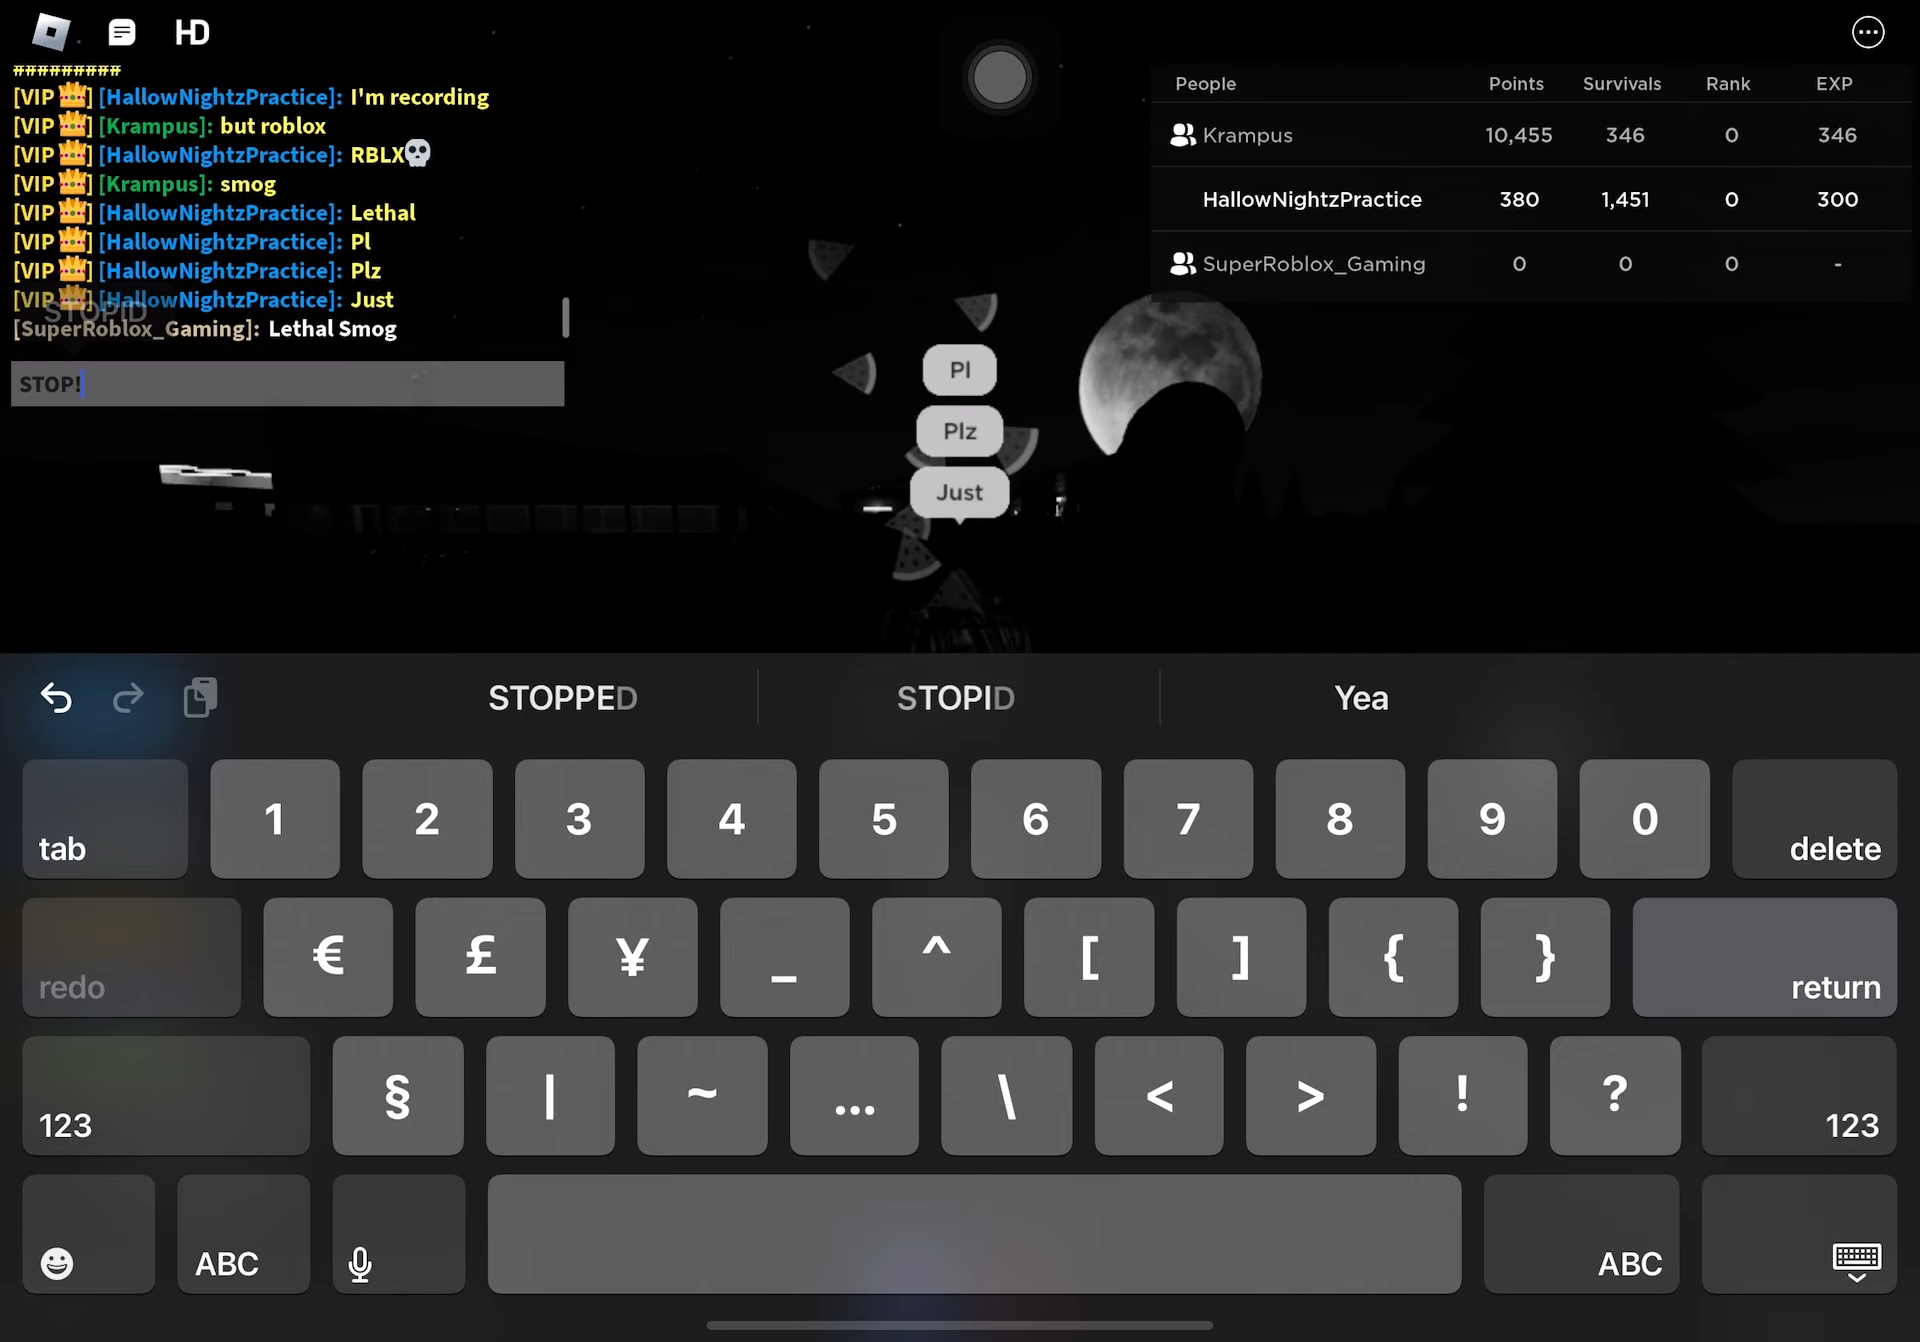 HD
#########
[VIP👑] [HallowNightzPractice]: I'm recording
[VIP👑] [Krampus]: but roblox
[VIP👑] [HallowNightzPractice]: RBLX💀
[VIP👑] [Krampus]: smog
[VIP👑] [HallowNightzPractice]: Lethal
[VIP👑] [HallowNightzPractice]: Pl
[VIP👑] [HallowNightzPractice]: Plz
[VIP👑] [HallowNightzPractice]: Just
STOPID
[SuperRoblox_Gaming]: Lethal Smog
STOP!
People Points Survivals Rank EXP
Krampus 10,455 346 0 346
HallowNightzPractice 380 1,451 0 300
SuperRoblox_Gaming 0 0 0 -
Pl
Plz
Just
STOPPED STOPID Yea
tab 1 2 3 4 5 6 7 8 9 0 delete
redo € £ ¥ _ ^ [ ] { } return
123 § | ~ ... \ < > ! ? 123
ABC ABC